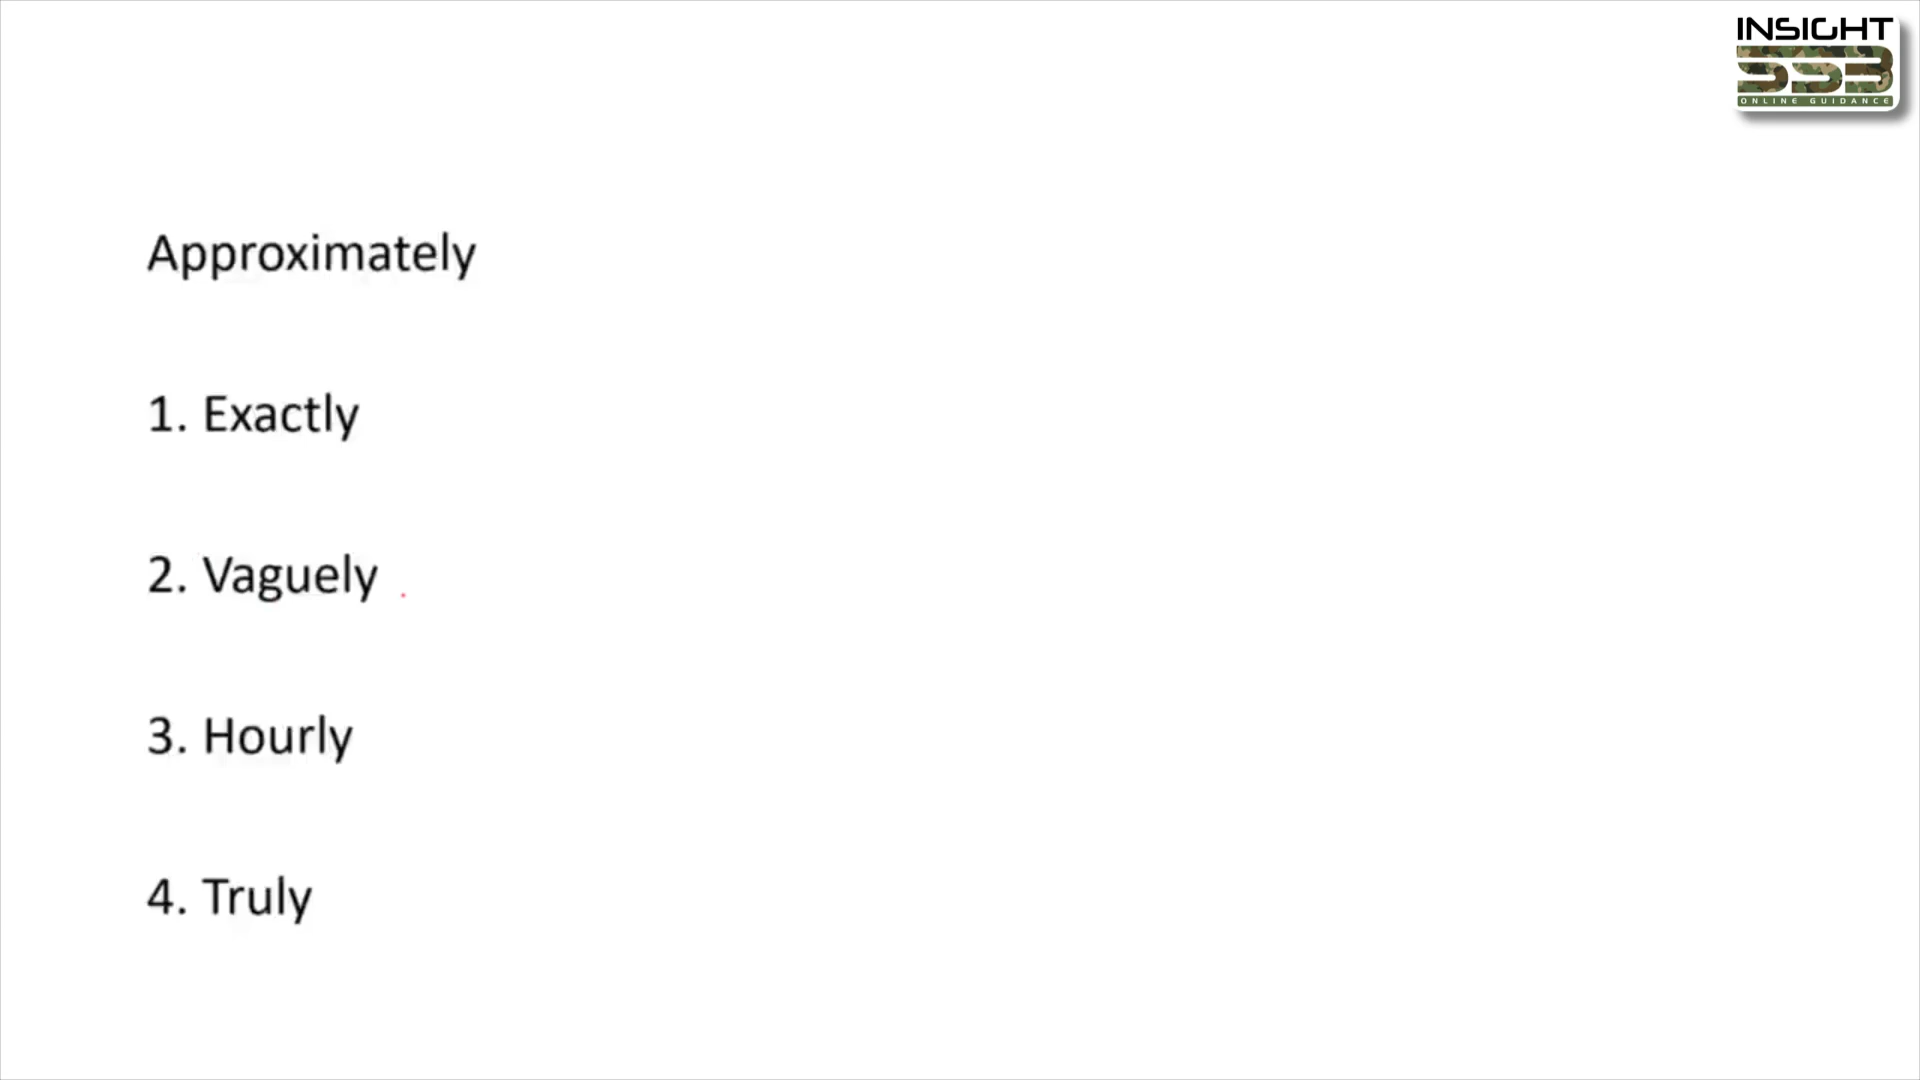 INSIGHT
SSB
ONLINE GUIDANCE
Approximately
1. Exactly
2. Vaguely
3. Hourly
4. Truly